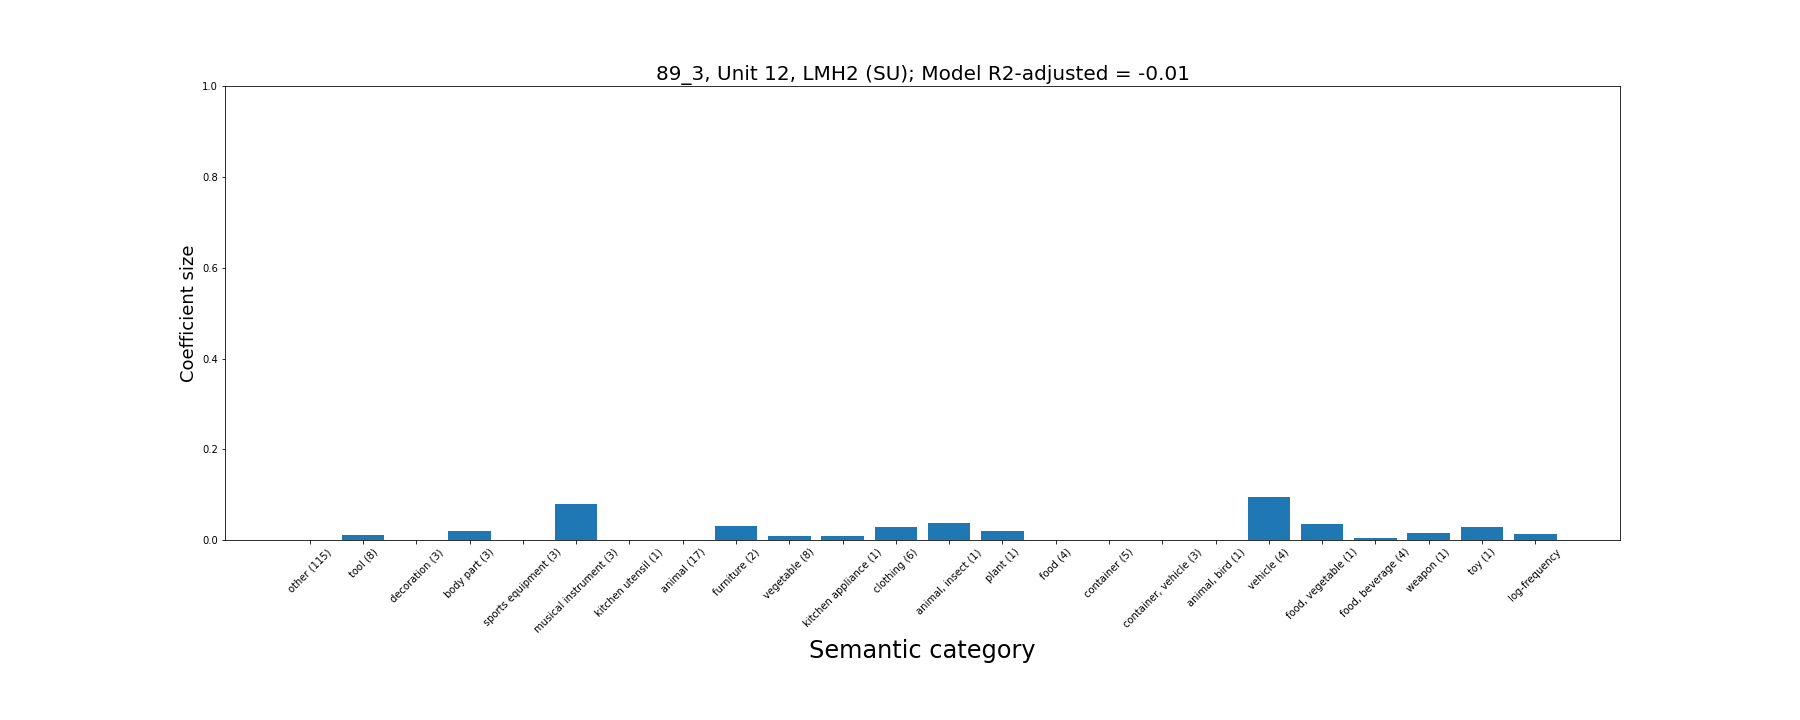 89_3, Unit 12, LMH2 (SU); Model R2-adjusted = -0.01
Coefficient size
1.0
0.8
0.6
0.4
0.2
0.0
other (115)
tool (8)
decoration (3)
body part (3)
sports equipment (3)
musical instrument (3)
kitchen utensil (1)
animal (17)
furniture (2)
vegetable (8)
kitchen appliance (1)
clothing (6)
animal, insect (1)
plant (1)
food (4)
container (5)
container, vehicle (3)
animal, bird (1)
vehicle (4)
food, vegetable (1)
food, beverage (4)
weapon (1)
toy (1)
log-frequency
Semantic category